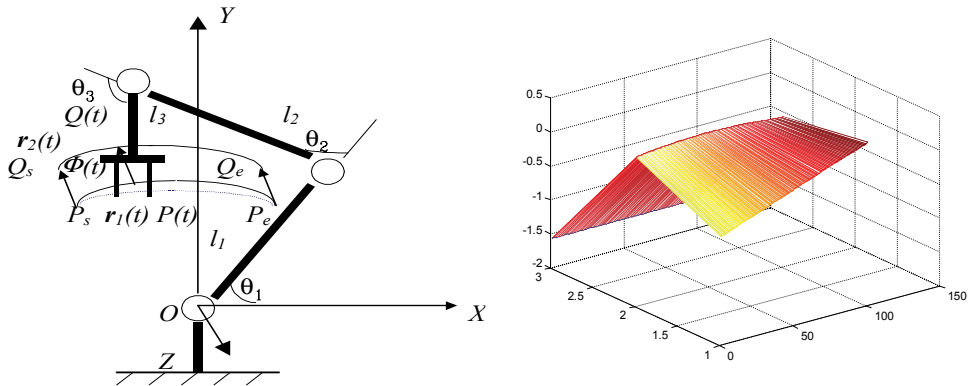 Y
θ3
Q(t) l3 l2
r2(t) θ2
Qs Φ(t) Qe
Ps r1(t) P(t) Pe
l1
θ1
O X
Z
0.5
0
-0.5
-1
-1.5
-2
3
2.5
2
1.5
1
0
50
100
150